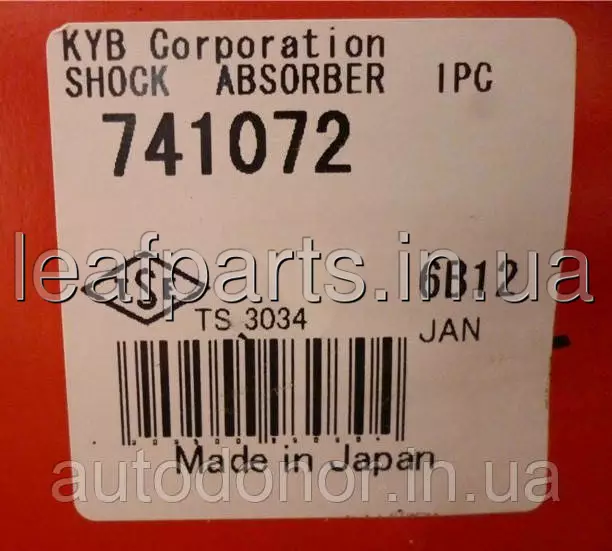 KYB Corporation
SHOCK ABSORBER 1PC
741072
leafparts.in.ua
TSE
6B12
TS 3034
JAN
Made in Japan
autodonor.in.ua